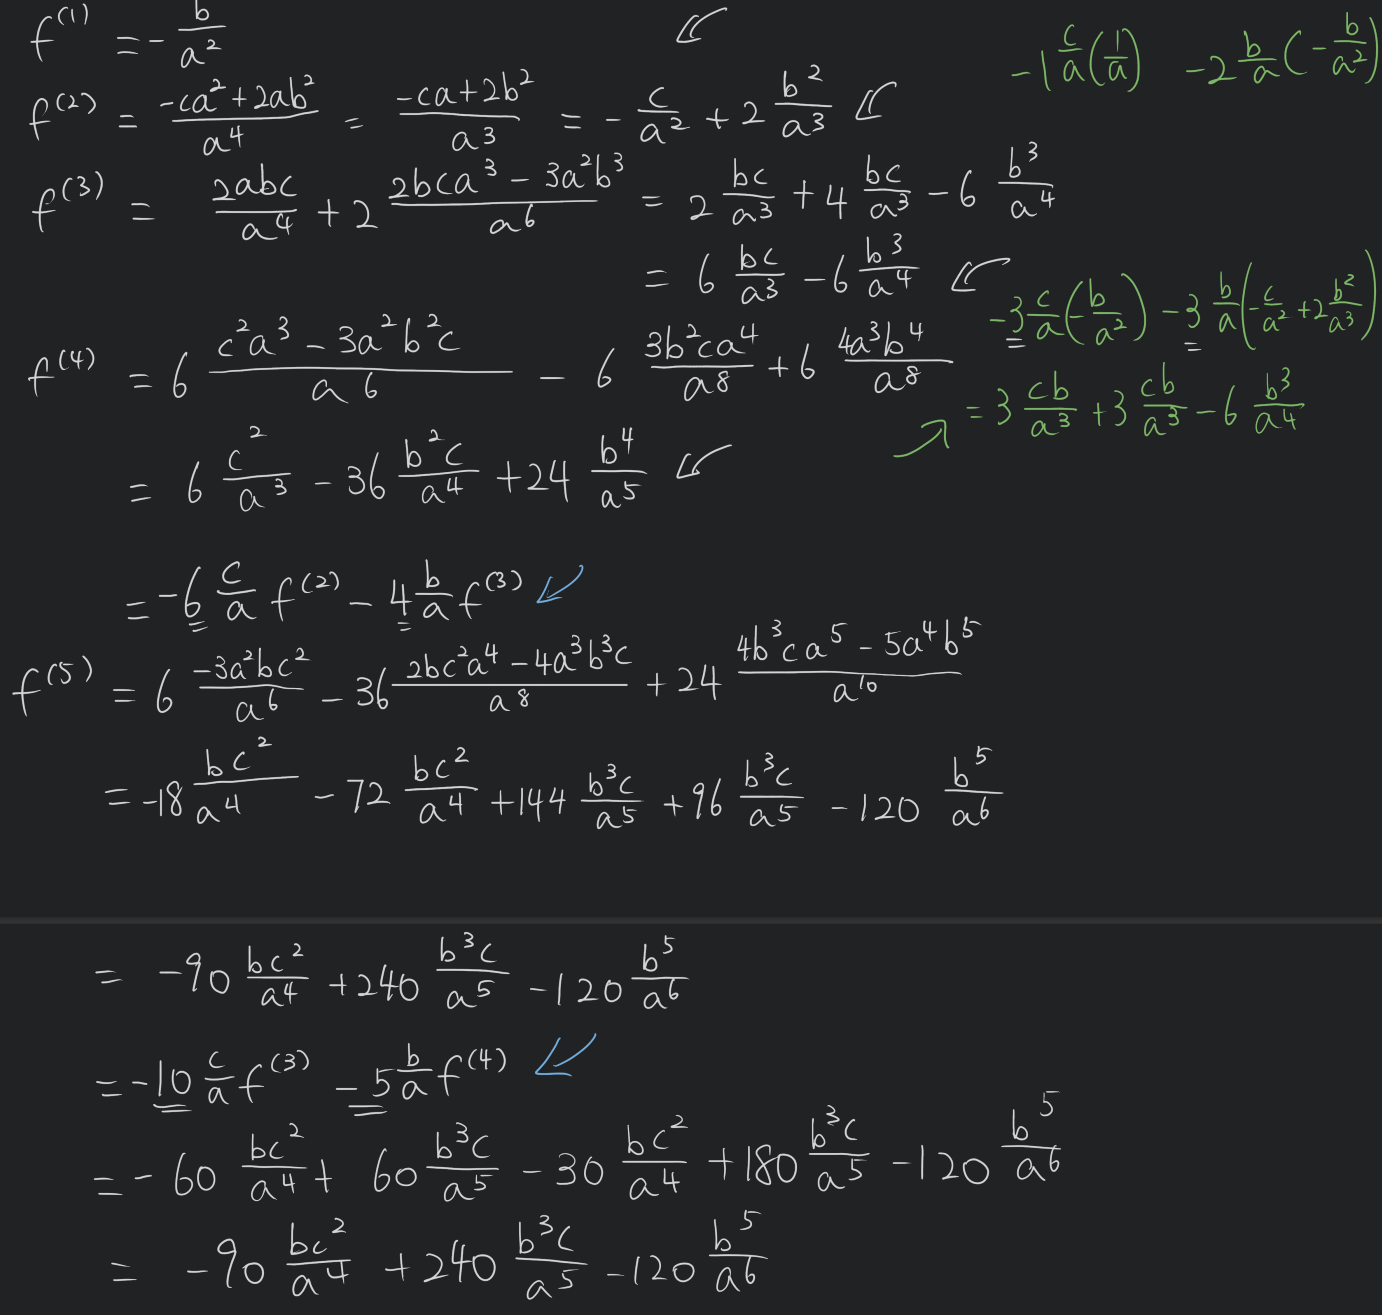 f^{(1)} = -\frac{b}{a^2}
-1\frac{c}{a}(\frac{1}{a}) -2\frac{b}{a}(-\frac{b}{a^2})
f^{(2)} = \frac{-ca^2+2ab^2}{a^4} = \frac{-ca+2b^2}{a^3} = -\frac{c}{a^2}+2\frac{b^2}{a^3}
f^{(3)} = \frac{2abc}{a^4}+2\frac{2bca^3-3a^2b^3}{a^6} = 2\frac{bc}{a^3}+4\frac{bc}{a^3}-6\frac{b^3}{a^4}
= 6\frac{bc}{a^3}-6\frac{b^3}{a^4}
-3\frac{c}{a}(-\frac{b}{a^2}) -3\frac{b}{a}(-\frac{c}{a^2}+2\frac{b^2}{a^3})
= 3\frac{cb}{a^3}+3\frac{cb}{a^3}-6\frac{b^3}{a^4}
f^{(4)} = 6\frac{c^2a^3-3a^2b^2c}{a^6} - 6\frac{3b^2ca^4}{a^8}+6\frac{4a^3b^4}{a^8}
= 6\frac{c^2}{a^3}-36\frac{b^2c}{a^4}+24\frac{b^4}{a^5}
= -6\frac{c}{a}f^{(2)}-4\frac{b}{a}f^{(3)}
f^{(5)} = 6\frac{-3a^2bc^2}{a^6}-36\frac{2bc^2a^4-4a^3b^3c}{a^8}+24\frac{4b^3ca^5-5a^4b^5}{a^{10}}
= -18\frac{bc^2}{a^4}-72\frac{bc^2}{a^4}+144\frac{b^3c}{a^5}+96\frac{b^3c}{a^5}-120\frac{b^5}{a^6}
= -90\frac{bc^2}{a^4}+240\frac{b^3c}{a^5}-120\frac{b^5}{a^6}
= -10\frac{c}{a}f^{(3)}-5\frac{b}{a}f^{(4)}
= -60\frac{bc^2}{a^4}+60\frac{b^3c}{a^5}-30\frac{bc^2}{a^4}+180\frac{b^3c}{a^5}-120\frac{b^5}{a^6}
= -90\frac{bc^2}{a^4}+240\frac{b^3c}{a^5}-120\frac{b^5}{a^6}